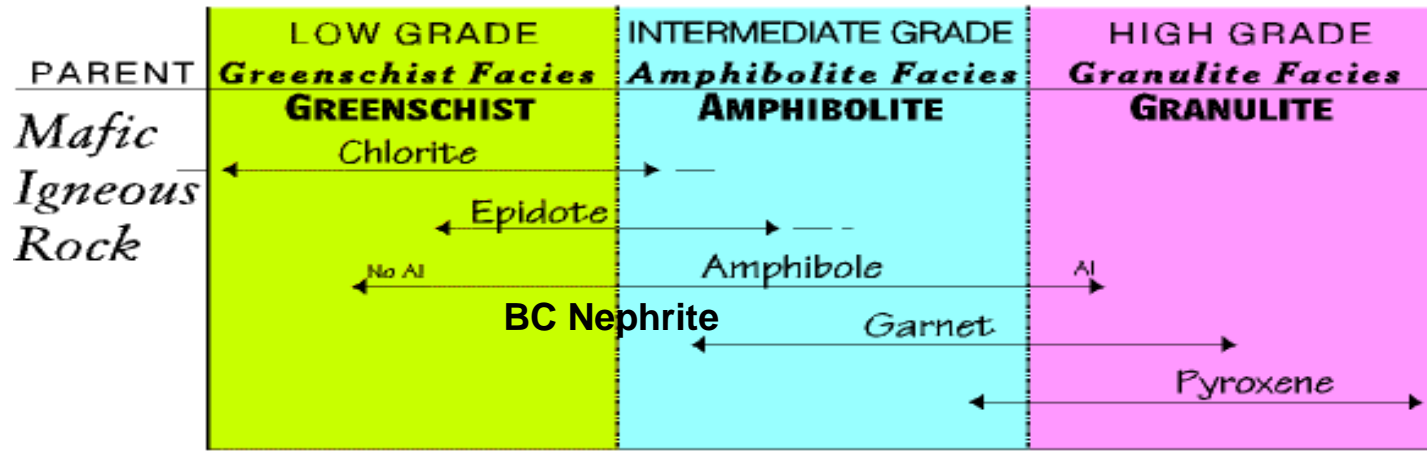 LOW GRADE INTERMEDIATE GRADE HIGH GRADE
PARENT Greenschist Facies Amphibolite Facies Granulite Facies
GREENSCHIST AMPHIBOLITE GRANULITE
Mafic
Igneous
Rock
Chlorite
Epidote
No Al Amphibole Al
BC Nephrite
Garnet
Pyroxene